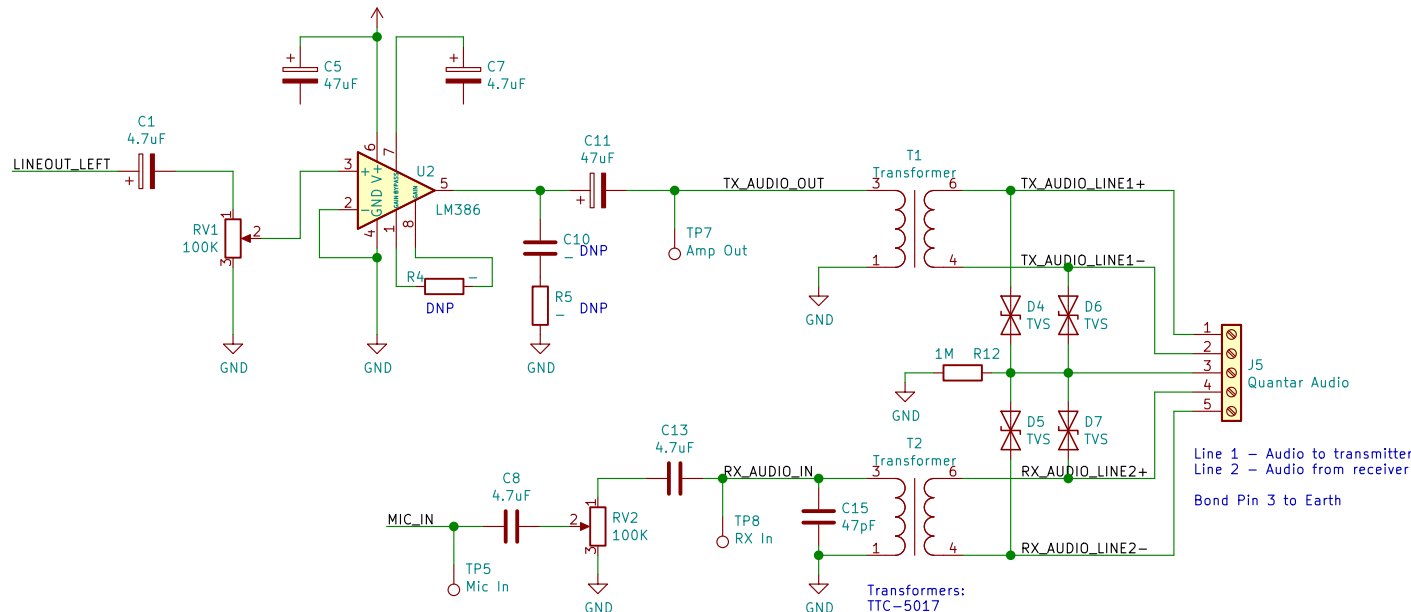 C5
47uF
C7
4.7uF
C1
4.7uF
LINEOUT_LEFT
RV1
100K
1
2
3
GND
6
7
3
2
5
4
1
8
+
-
GND V+
GAIN BYPASS
GAIN
U2
LM386
GND
R4
-
DNP
C10
-
DNP
R5
-
DNP
GND
C11
47uF
TX_AUDIO_OUT
TP7
Amp Out
T1
Transformer
3
1
6
4
GND
TX_AUDIO_LINE1+
TX_AUDIO_LINE1-
D4
TVS
D6
TVS
1M
R12
GND
D5
TVS
D7
TVS
1
2
3
4
5
J5
Quantar Audio
Line 1 - Audio to transmitter
Line 2 - Audio from receiver
Bond Pin 3 to Earth
MIC_IN
TP5
Mic In
C8
4.7uF
RV2
100K
1
2
3
GND
C13
4.7uF
RX_AUDIO_IN
TP8
RX In
C15
47pF
GND
T2
Transformer
3
1
6
4
RX_AUDIO_LINE2+
RX_AUDIO_LINE2-
Transformers:
TTC-5017